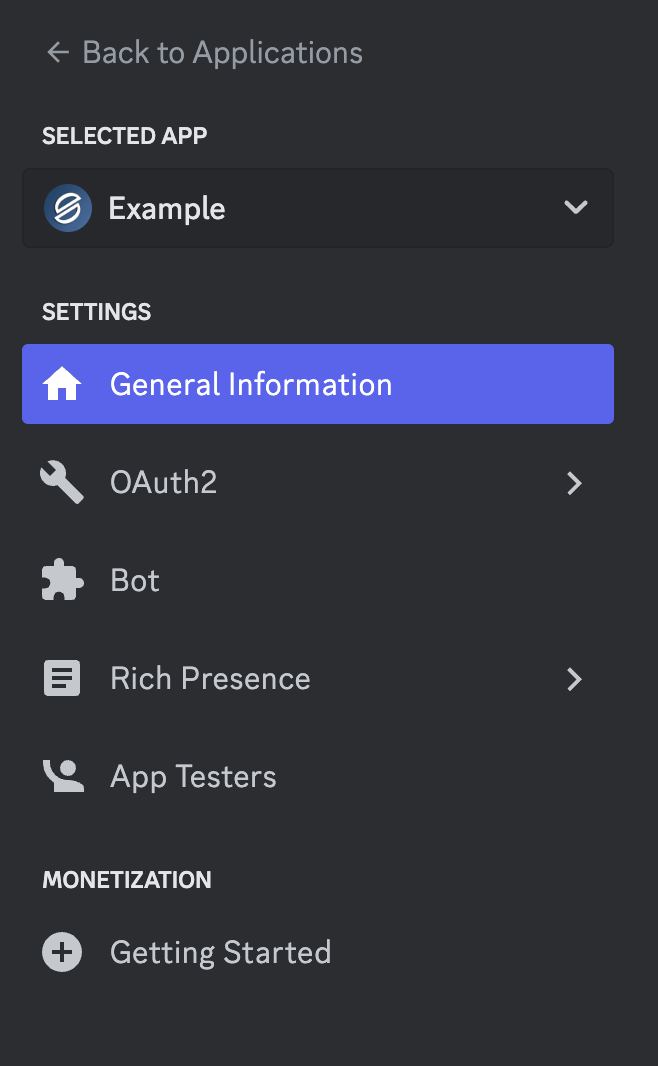 ← Back to Applications
SELECTED APP
Example
SETTINGS
General Information
OAuth2
Bot
Rich Presence
App Testers
MONETIZATION
Getting Started